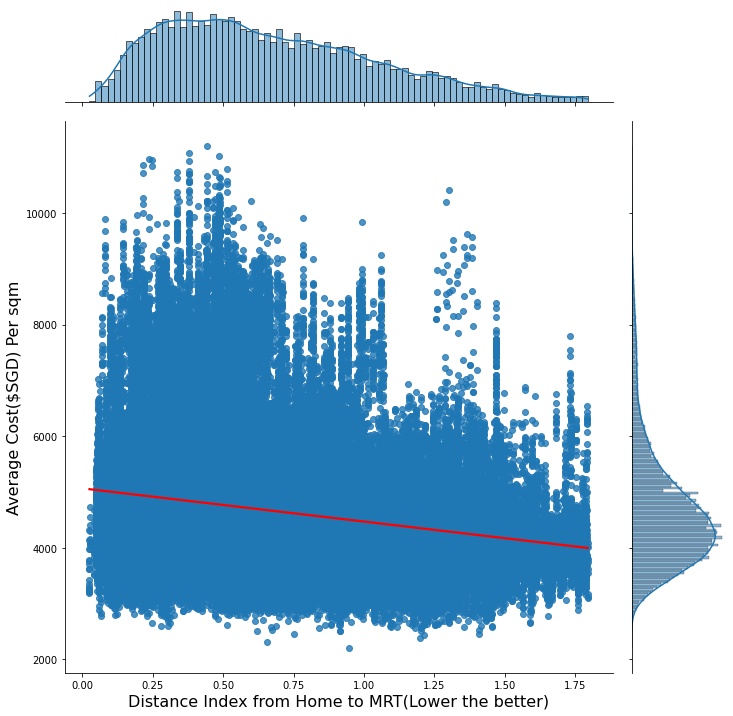 10000
8000
6000
4000
2000
Average Cost($SGD) Per sqm
0.00 0.25 0.50 0.75 1.00 1.25 1.50 1.75
Distance Index from Home to MRT(Lower the better)